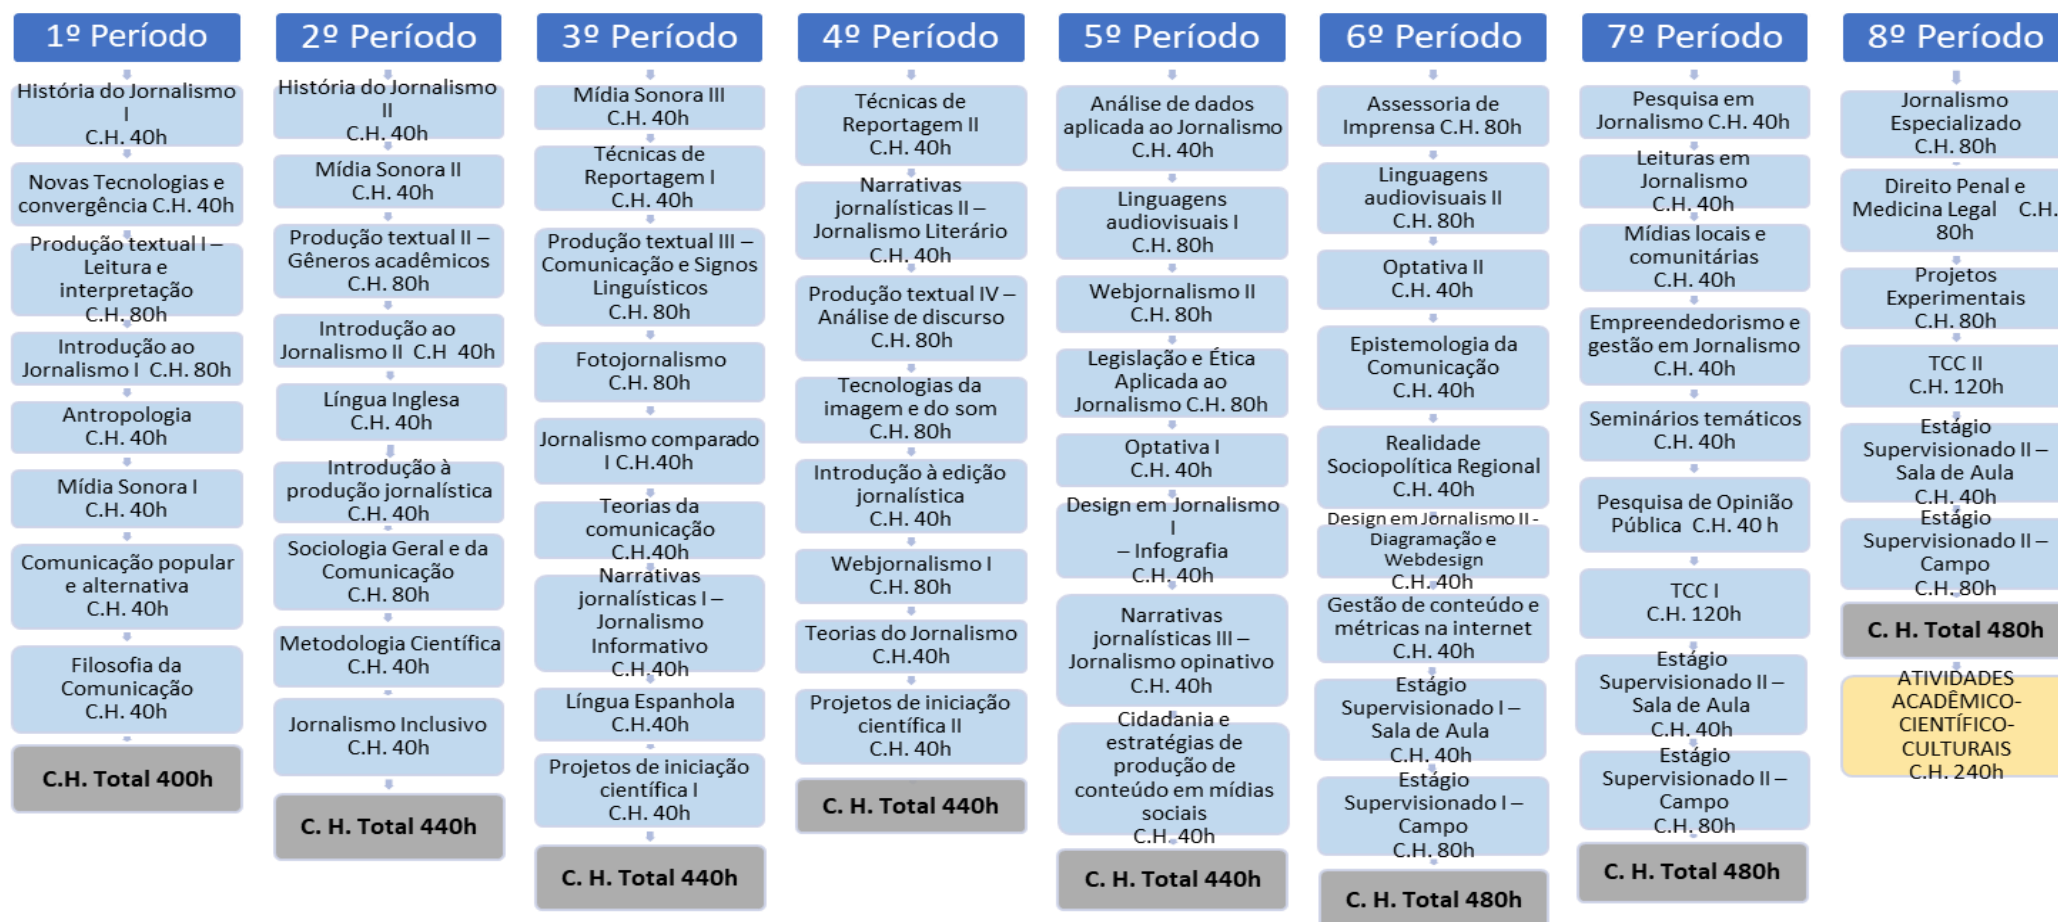 1º Período
História do Jornalismo
I
C.H. 40h
Novas Tecnologias e
convergência C.H. 40h
Produção textual I –
Leitura e
interpretação
C.H. 80h
Introdução ao
Jornalismo I C.H. 80h
Antropologia
C.H. 40h
Mídia Sonora I
C.H. 40h
Comunicação popular
e alternativa
C.H. 40h
Filosofia da
Comunicação
C.H. 40h
C.H. Total 400h
2º Período
História do Jornalismo
II
C.H. 40h
Mídia Sonora II
C.H. 40h
Produção textual II –
Gêneros acadêmicos
C.H. 80h
Introdução ao
Jornalismo II C.H 40h
Língua Inglesa
C.H. 40h
Introdução à
produção jornalística
C.H. 40h
Sociologia Geral e da
Comunicação
C.H. 80h
Metodologia Científica
C.H. 40h
Jornalismo Inclusivo
C.H. 40h
C. H. Total 440h
3º Período
Mídia Sonora III
C.H. 40h
Técnicas de
Reportagem I
C.H. 40h
Produção textual III –
Comunicação e Signos
Linguísticos
C.H. 80h
Fotojornalismo
C.H. 80h
Jornalismo comparado
I C.H.40h
Teorias da
comunicação
C.H.40h
Narrativas
jornalísticas I –
Jornalismo
Informativo
C.H.40h
Língua Espanhola
C.H.40h
Projetos de iniciação
científica I
C.H. 40h
C. H. Total 440h
4º Período
Técnicas de
Reportagem II
C.H. 40h
Narrativas
jornalísticas II –
Jornalismo Literário
C.H. 40h
Produção textual IV –
Análise de discurso
C.H. 80h
Tecnologias da
imagem e do som
C.H. 80h
Introdução à edição
jornalística
C.H. 40h
Webjornalismo I
C.H. 80h
Teorias do Jornalismo
C.H.40h
Projetos de iniciação
científica II
C.H. 40h
C. H. Total 440h
5º Período
Análise de dados
aplicada ao Jornalismo
C.H. 40h
Linguagens
audiovisuais I
C.H. 80h
Webjornalismo II
C.H. 80h
Legislação e Ética
Aplicada ao
Jornalismo C.H. 80h
Optativa I
C.H. 40h
Design em Jornalismo
I
– Infografia
C.H. 40h
Narrativas
jornalísticas III –
Jornalismo opinativo
C.H. 40h
Cidadania e
estratégias de
produção de
conteúdo em mídias
sociais
C.H. 40h
C. H. Total 440h
6º Período
Assessoria de
Imprensa C.H. 80h
Linguagens
audiovisuais II
C.H. 80h
Optativa II
C.H. 40h
Epistemologia da
Comunicação
C.H. 40h
Realidade
Sociopolítica Regional
C.H. 40h
Design em Jornalismo II -
Diagramação e
Webdesign
C.H. 40h
Gestão de conteúdo e
métricas na internet
C.H. 40h
Estágio
Supervisionado I –
Sala de Aula
C.H. 40h
Estágio
Supervisionado I –
Campo
C.H. 80h
C. H. Total 480h
7º Período
Pesquisa em
Jornalismo C.H. 40h
Leituras em
Jornalismo
C.H. 40h
Mídias locais e
comunitárias
C.H. 40h
Empreendedorismo e
gestão em Jornalismo
C.H. 40h
Seminários temáticos
C.H. 40h
Pesquisa de Opinião
Pública C.H. 40 h
TCC I
C.H. 120h
Estágio
Supervisionado II –
Sala de Aula
C.H. 40h
Estágio
Supervisionado II –
Campo
C.H. 80h
C. H. Total 480h
8º Período
Jornalismo
Especializado
C.H. 80h
Direito Penal e
Medicina Legal C.H.
80h
Projetos
Experimentais
C.H. 80h
TCC II
C.H. 120h
Estágio
Supervisionado II –
Sala de Aula
C.H. 40h
Estágio
Supervisionado II –
Campo
C.H. 80h
C. H. Total 480h
ATIVIDADES
ACADÊMICO-
CIENTÍFICO-
CULTURAIS
C.H. 240h